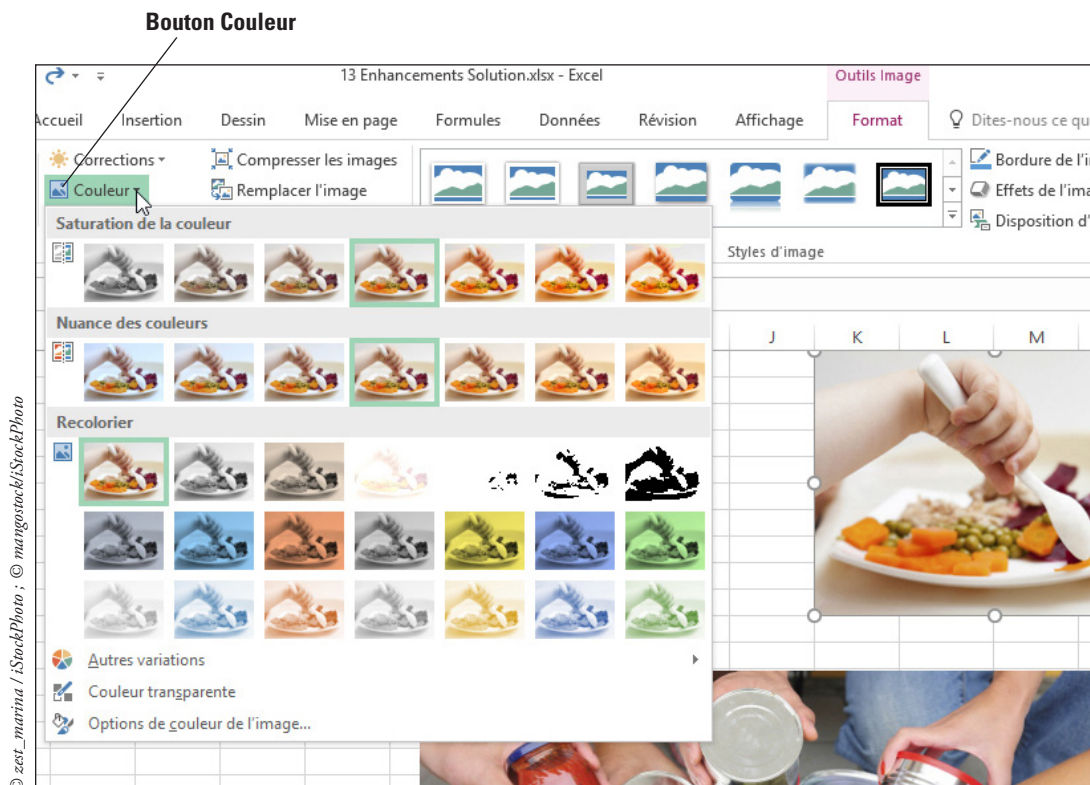 Bouton Couleur
13 Enhancements Solution.xlsx - Excel
Outils Image
Accueil Insertion Dessin Mise en page Formules Données Révision Affichage Format Dites-nous ce qu
Corrections Compresser les images Bordure de l'i
Couleur Remplacer l'image Effets de l'ima
Disposition d'
Styles d'image
Saturation de la couleur
Nuance des couleurs
J K L M
Recolorier
Autres variations
Couleur transparente
Options de couleur de l'image...
© zest_marina / iStockPhoto ; © mangostock/iStockPhoto